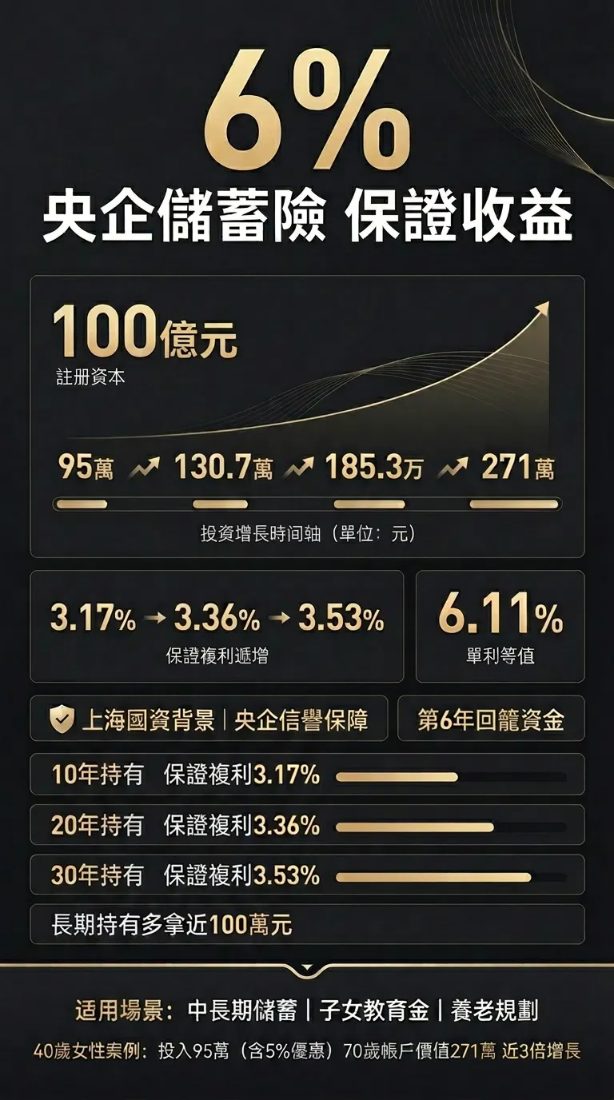 6%
央企儲蓄險 保證收益
100億元
註冊資本
95萬 130.7萬 185.3万 271萬
投資增長時间轴（單位：元）
3.17% → 3.36% → 3.53%
保證複利遞增
6.11%
單利等值
上海國資背景｜央企信譽保障
第6年回籠資金
10年持有 保證複利3.17%
20年持有 保證複利3.36%
30年持有 保證複利3.53%
長期持有多拿近100萬元
适用場景：中長期儲蓄｜子女教育金｜養老規劃
40歲女性案例：投入95萬（含5%優惠）70歲帳戶價值271萬 近3倍增長